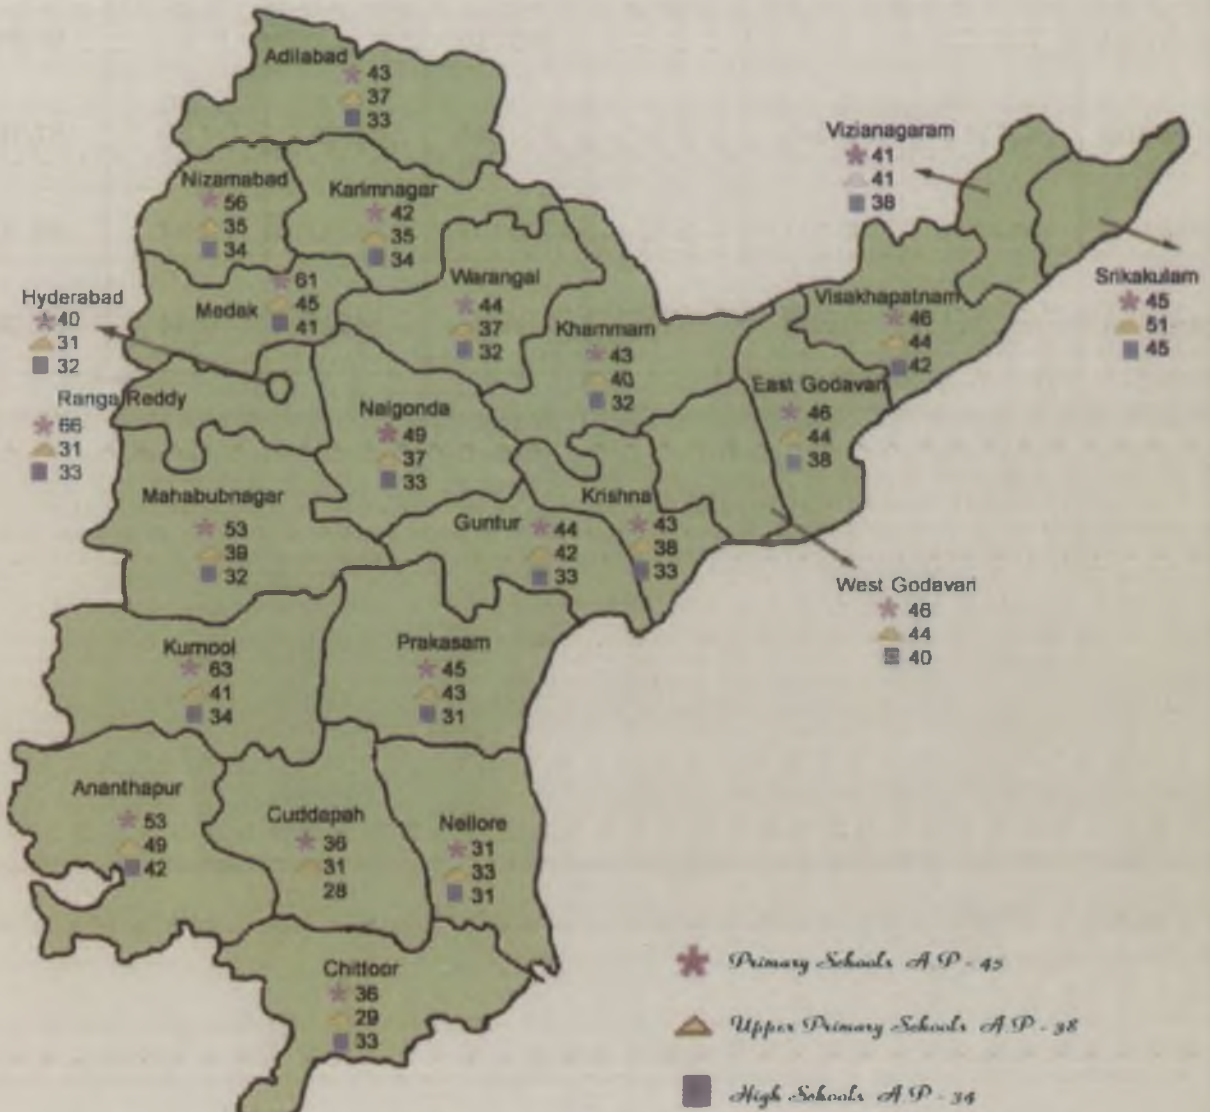 Adilabad
43
37
33
Nizamabad
56
35
34
Karimnagar
42
35
34
Medak
61
45
41
Warangal
44
37
32
Khammam
43
40
32
Hyderabad
40
31
32
Ranga Reddy
66
31
33
Nalgonda
49
37
33
Mahabubnagar
53
39
32
Guntur
44
42
33
Krishna
43
38
33
Vizianagaram
41
41
38
Srikakulam
45
51
45
Visakhapatnam
46
44
42
East Godavari
46
44
38
West Godavari
46
44
40
Kurnool
63
41
34
Prakasam
45
43
31
Ananthapur
53
49
42
Cuddapah
36
31
28
Nellore
31
33
31
Chittoor
36
29
33
Primary Schools A P - 45
Upper Primary Schools A P - 38
High Schools A P - 34